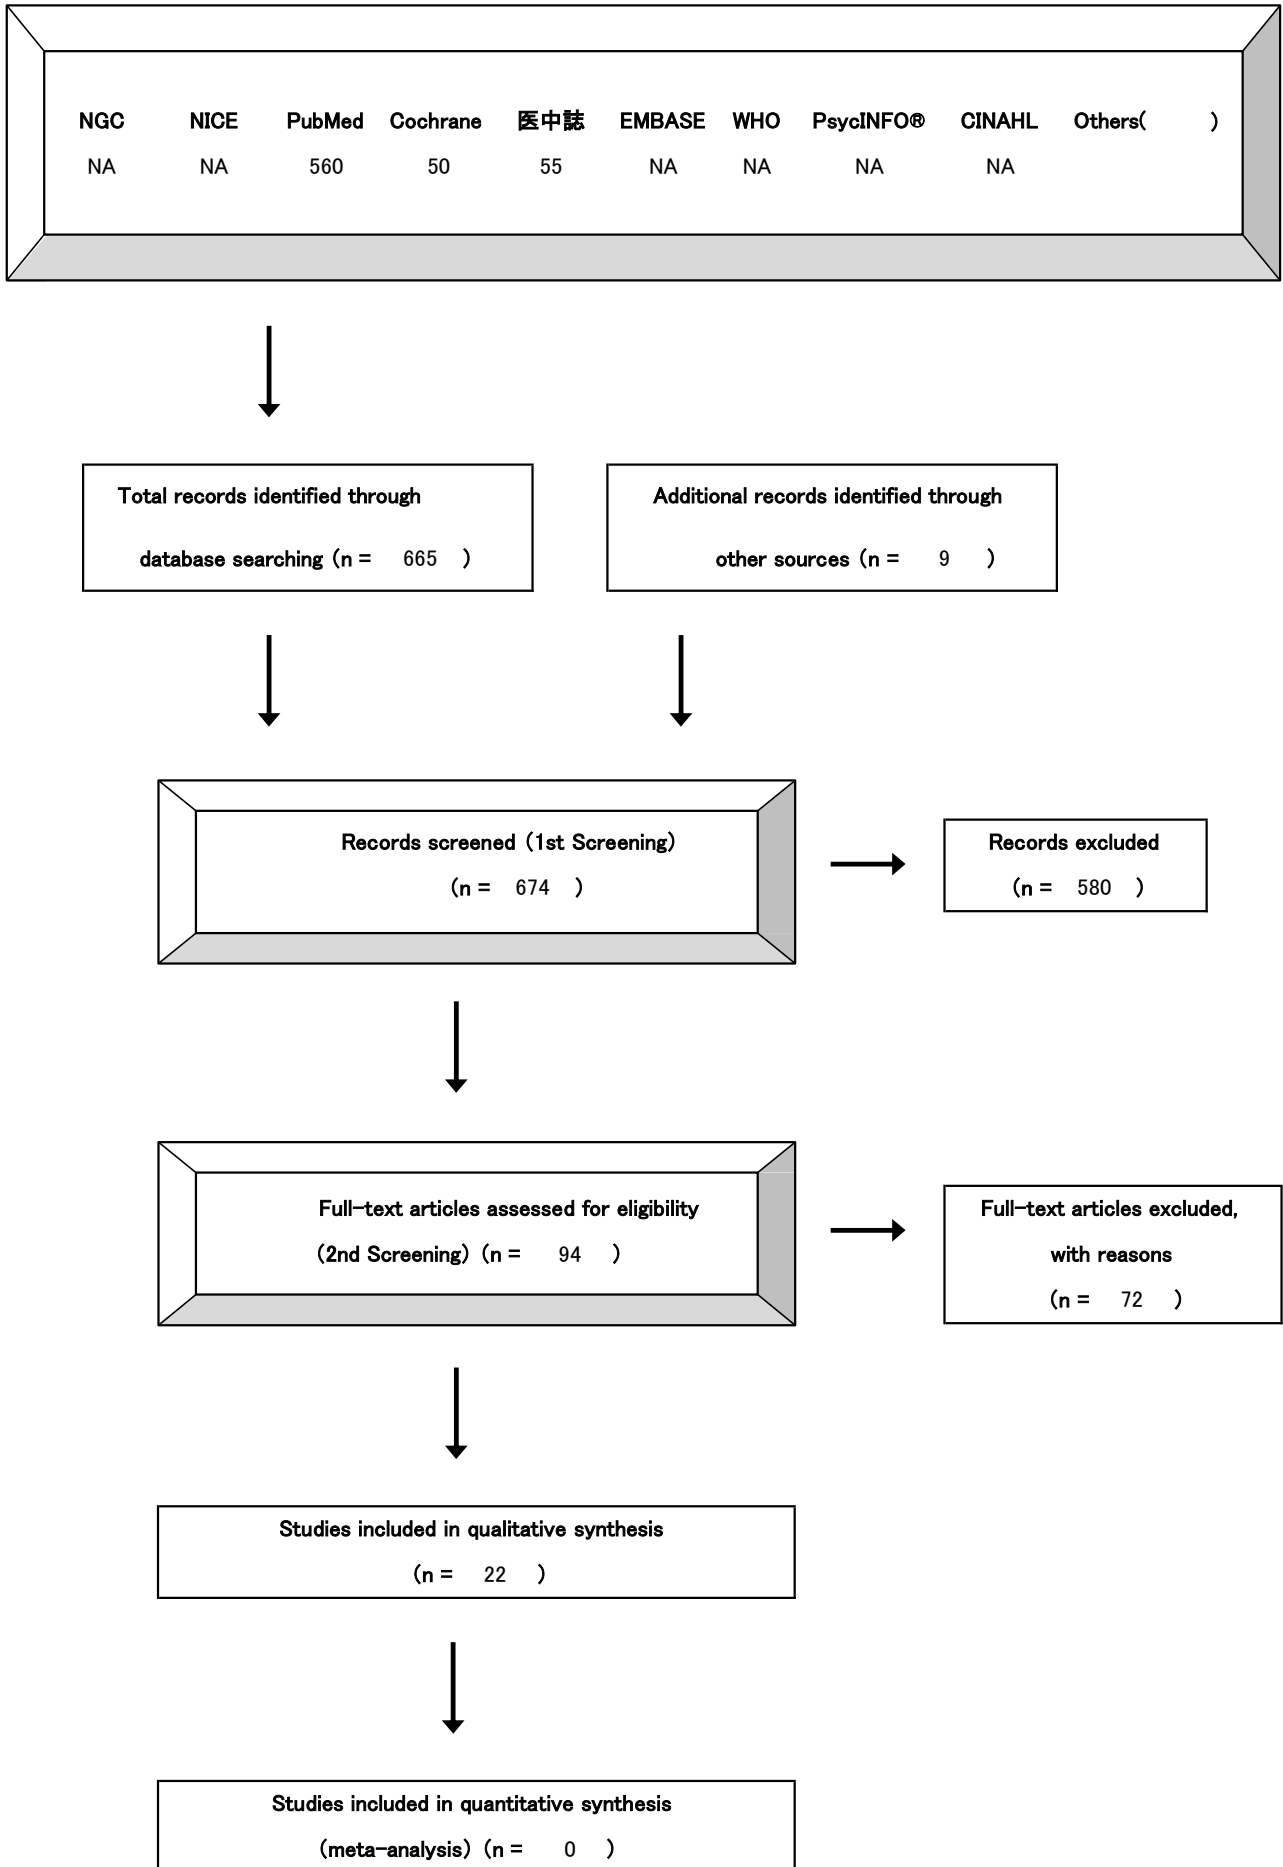 NGC NICE PubMed Cochrane 医中誌 EMBASE WHO PsycINFO® CINAHL Others( )
NA NA 560 50 55 NA NA NA NA
Total records identified through
database searching (n = 665 )
Additional records identified through
other sources (n = 9 )
Records screened (1st Screening)
(n = 674 )
Records excluded
(n = 580 )
Full-text articles assessed for eligibility
(2nd Screening) (n = 94 )
Full-text articles excluded,
with reasons
(n = 72 )
Studies included in qualitative synthesis
(n = 22 )
Studies included in quantitative synthesis
(meta-analysis) (n = 0 )